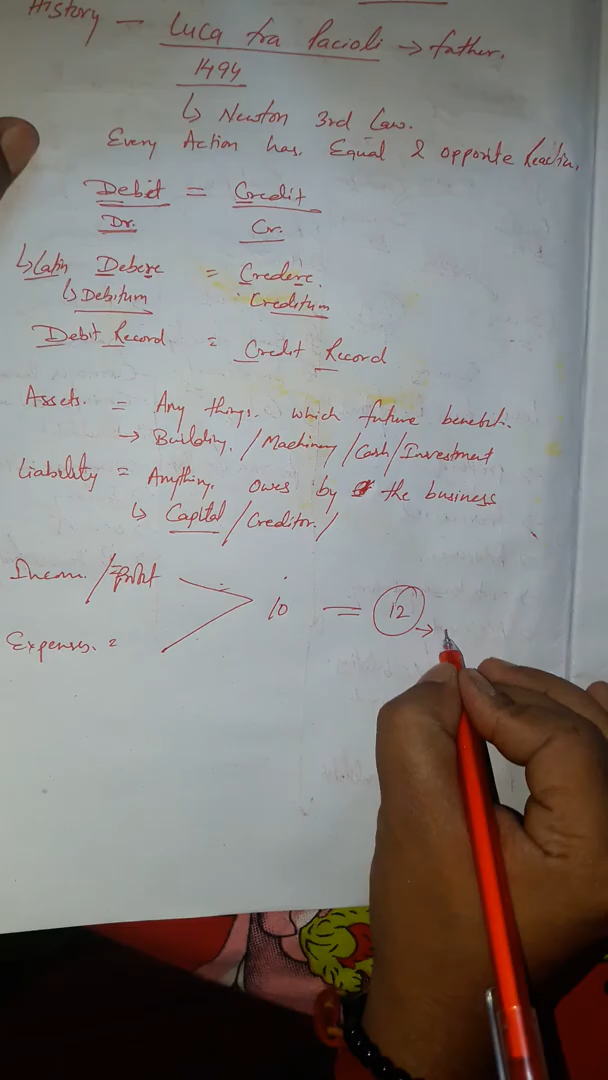 History – Luca fra Pacioli → father.
1494
↳ Newton 3rd Law.
Every Action has. Equal & opposite Reaction.
Debit = Credit
Dr. Cr.
↳ Latin Debere = Credere.
↳ Debitum Creditum
Debit Record = Credit Record
Assets. = Any things. which future benefit.
→ Building. / Machinery / Cash / Investment
Liability = Anything. owes by the business
↳ Capital / Creditor. /
Incom. / Profit
10 = 12 →
Expenses. =